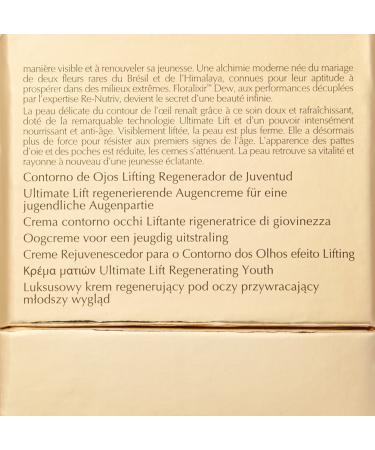 manière visible et à renouveler sa jeunesse. Une alchimie moderne née du mariage
de deux fleurs rares du Brésil et de l'Himalaya, connues pour leur aptitude à
prospérer dans des milieux extrêmes. Floralixir™ Dew, aux performances décuplées
par l'expertise Re-Nutriv, devient le secret d'une beauté infinie.
La peau délicate du contour de l'œil renaît grâce à ce soin doux et rafraîchissant,
doté de la remarquable technologie Ultimate Lift et d'un pouvoir intensément
nourrissant et anti-âge. Visiblement liftée, la peau est plus ferme. Elle a désormais
plus de force pour résister aux premiers signes de l'âge. L'apparence des pattes
d'oie et des poches est réduite, les cernes s'atténuent. La peau retrouve sa vitalité et
rayonne à nouveau d'une jeunesse éclatante.
Contorno de Ojos Lifting Regenerador de Juventud
Ultimate Lift regenerierende Augencreme für eine
jugendliche Augenpartie
Crema contorno occhi Liftante rigeneratrice di giovinezza
Oogcreme voor een jeugdig uitstraling
Creme Rejuvenescedor para o Contorno dos Olhos efeito Lifting
Κρέμα ματιών Ultimate Lift Regenerating Youth
Luksusowy krem regenerujący pod oczy przywracający
młodszy wygląd